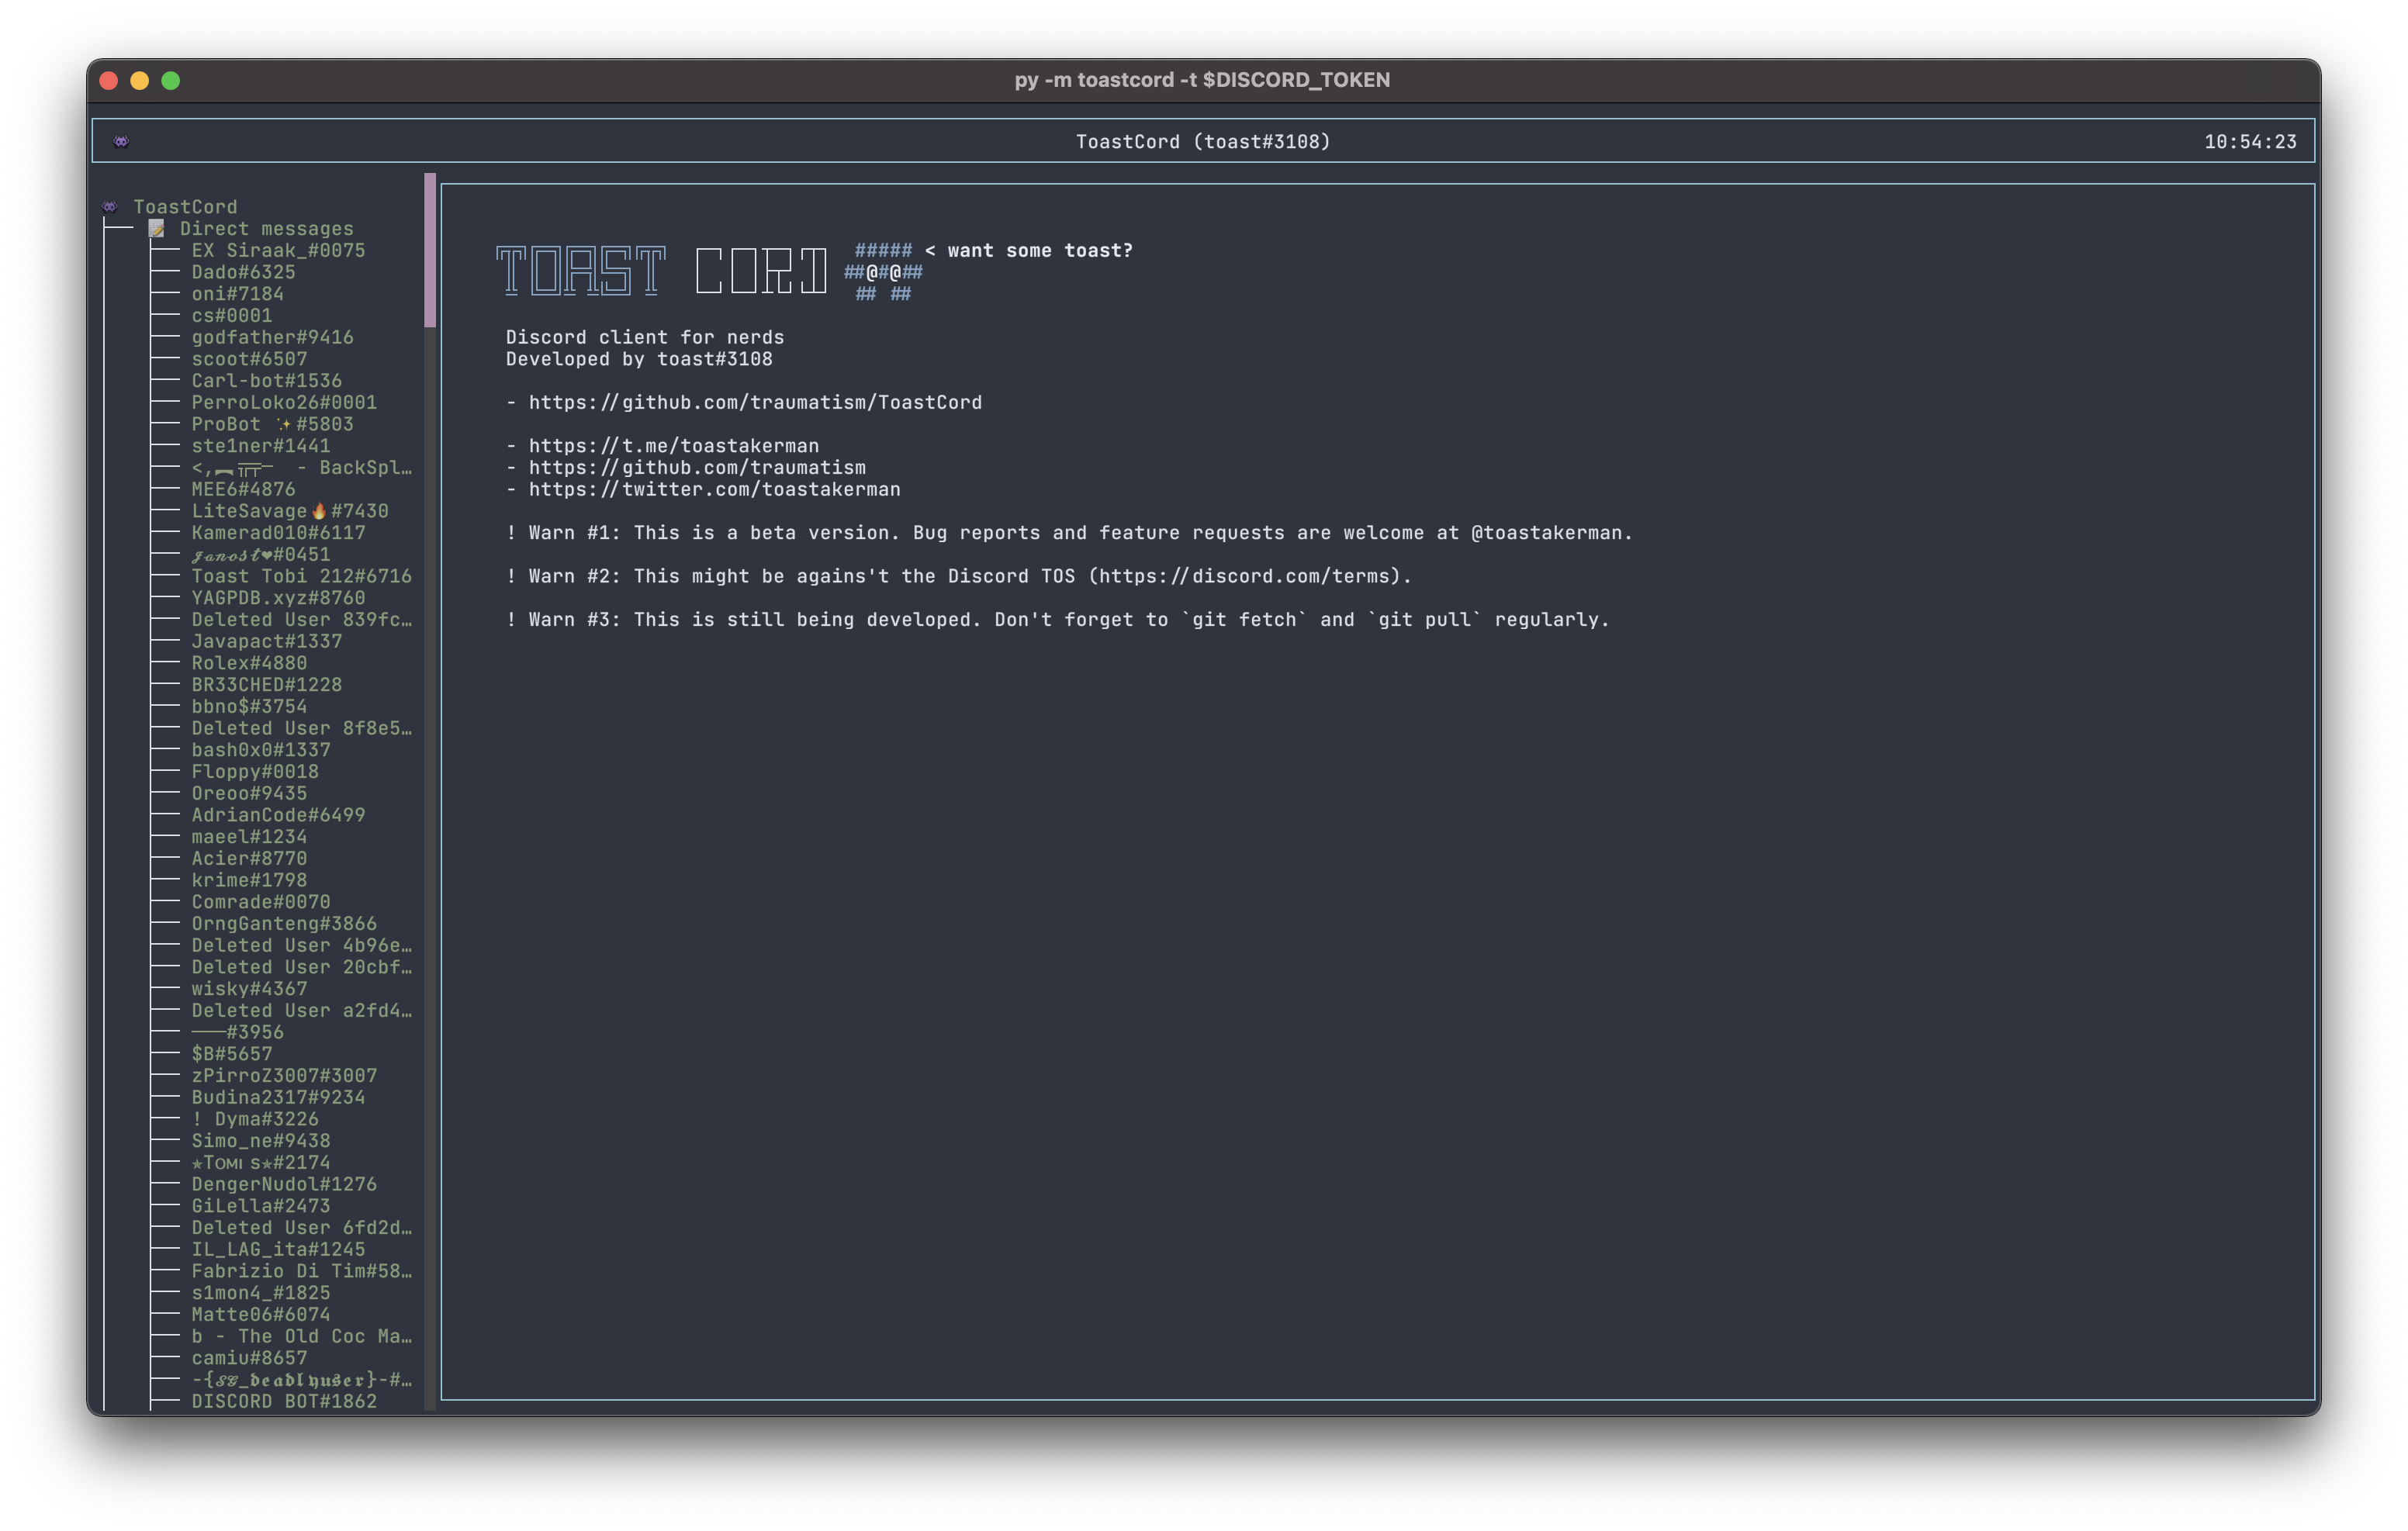 py -m toastcord -t $DISCORD_TOKEN
ToastCord (toast#3108)
10:54:23
ToastCord
Direct messages
EX Siraak_#0075
Dado#6325
oni#7184
cs#0001
godfather#9416
scoot#6507
Carl-bot#1536
PerroLoko26#0001
ProBot ✨#5803
ste1ner#1441
- BackSpl…
MEE6#4876
LiteSavage🔥#7430
Kamerad010#6117
𝓳𝓪𝓷𝓸𝓼𝓽❤#0451
Toast Tobi 212#6716
YAGPDB.xyz#8760
Deleted User 839fc…
Javapact#1337
Rolex#4880
BR33CHED#1228
bbno$#3754
Deleted User 8f8e5…
bash0x0#1337
Floppy#0018
Oreoo#9435
AdrianCode#6499
maeel#1234
Acier#8770
krime#1798
Comrade#0070
OrngGanteng#3866
Deleted User 4b96e…
Deleted User 20cbf…
wisky#4367
Deleted User a2fd4…
───#3956
$B#5657
zPirroZ3007#3007
Budina2317#9234
! Dyma#3226
Simo_ne#9438
✯Tᴏᴍɪ s✯#2174
DengerNudol#1276
GiLella#2473
Deleted User 6fd2d…
IL_LAG_ita#1245
Fabrizio Di Tim#58…
s1mon4_#1825
Matte06#6074
b - The Old Coc Ma…
camiu#8657
-{𝓢𝓖_𝖉𝖊𝖆𝖉𝖑𝖞𝖚𝖘𝖊𝖗}-#…
DISCORD BOT#1862
TOAST CORD
##### < want some toast?
##@#@##
## ##
Discord client for nerds
Developed by toast#3108
- https://github.com/traumatism/ToastCord
- https://t.me/toastakerman
- https://github.com/traumatism
- https://twitter.com/toastakerman
! Warn #1: This is a beta version. Bug reports and feature requests are welcome at @toastakerman.
! Warn #2: This might be agains't the Discord TOS (https://discord.com/terms).
! Warn #3: This is still being developed. Don't forget to `git fetch` and `git pull` regularly.